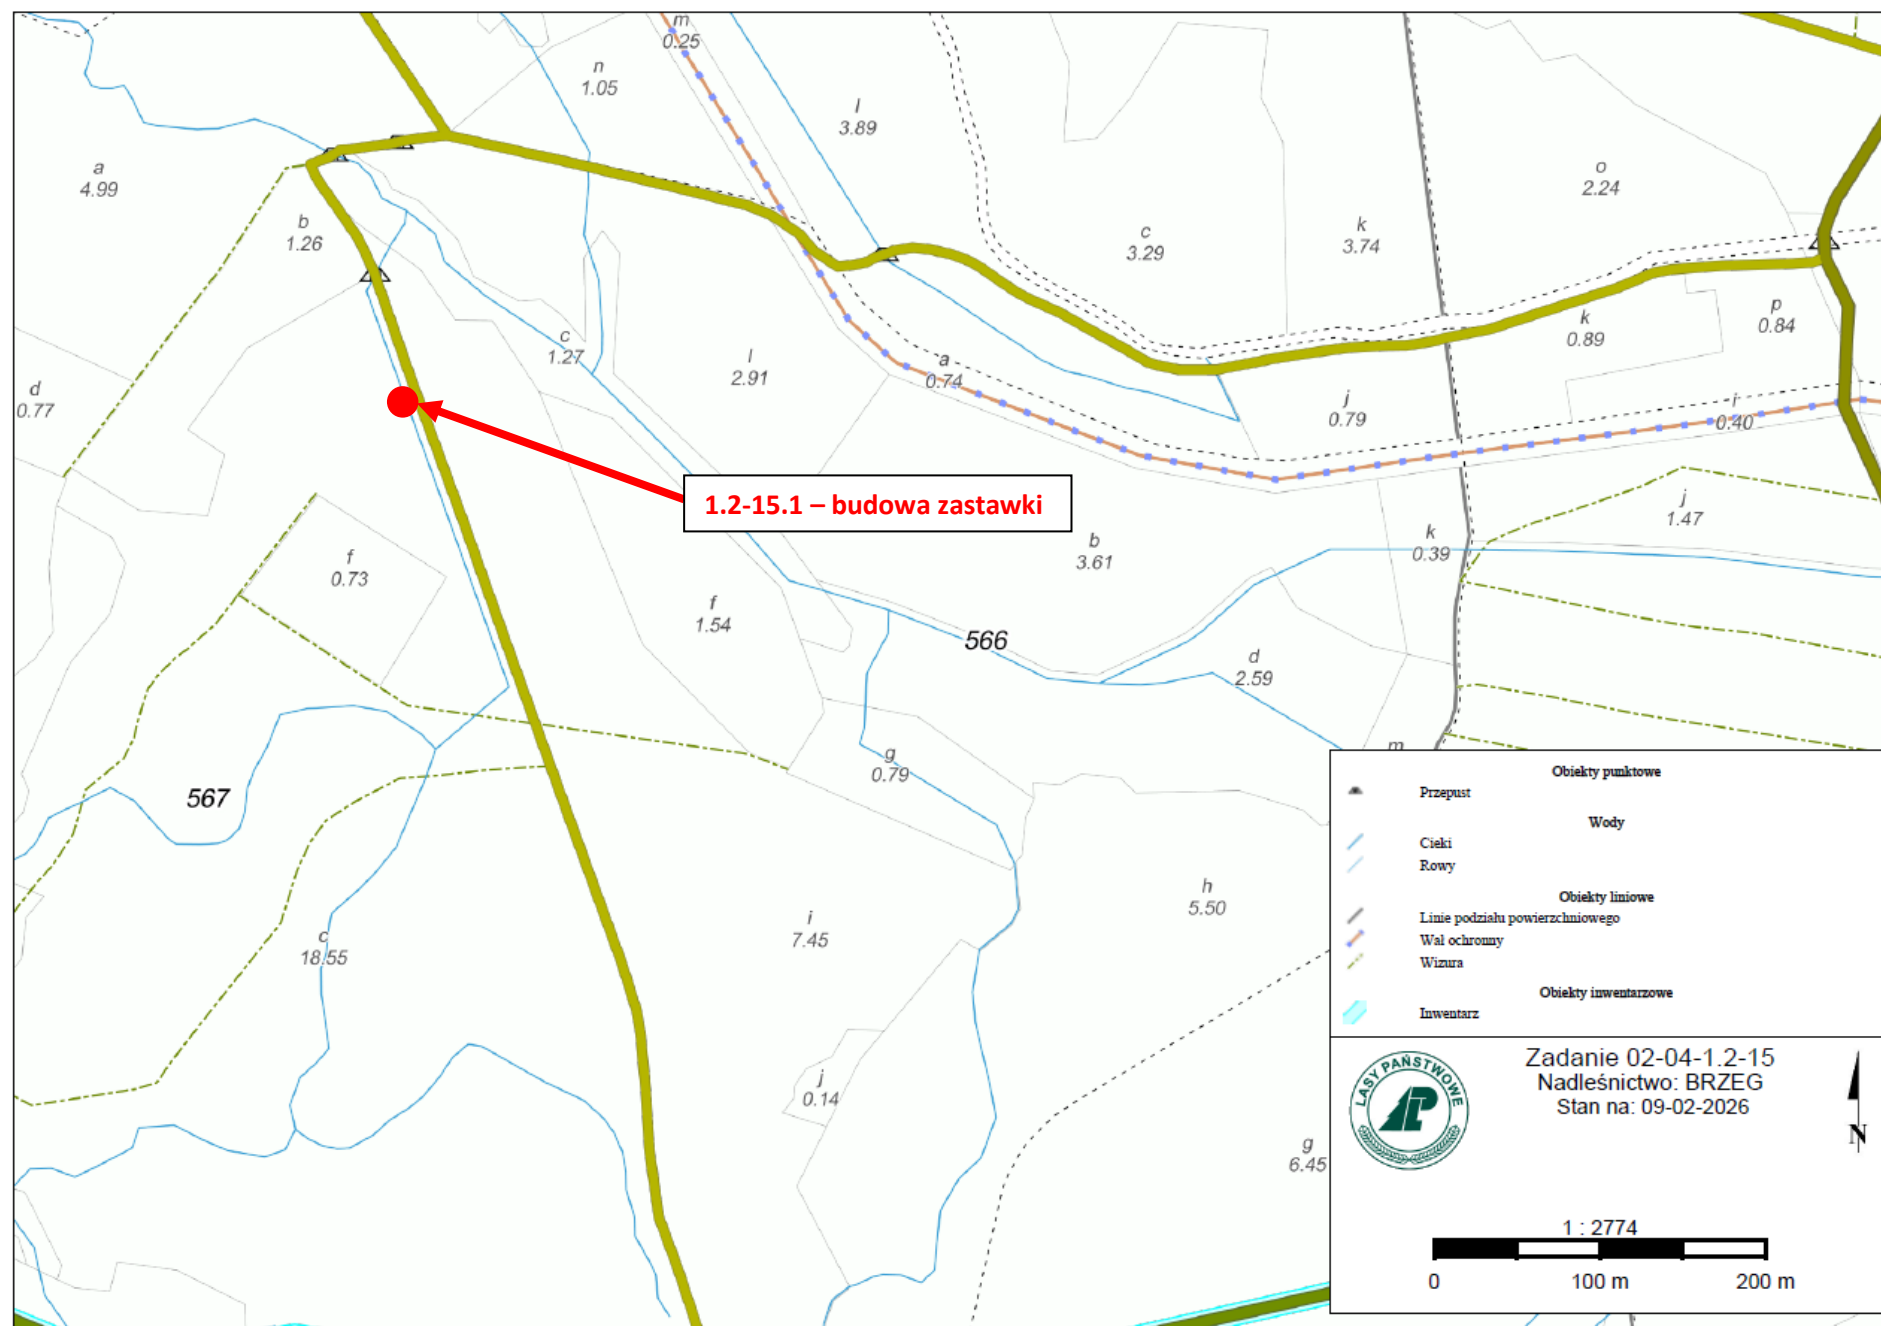 m
0.25
n
1.05
l
3.89
a
4.99
o
2.24
b
1.26
c
3.29
k
3.74
k
0.89
p
0.84
c
1.27
l
2.91
a
0.74
d
0.77
j
0.79
i
0.40
1.2-15.1 – budowa zastawki
j
1.47
b
3.61
k
0.39
f
0.73
f
1.54
566
d
2.59
m
g
0.79
567
h
5.50
i
7.45
c
18.55
j
0.14
g
6.45
Obiekty punktowe
Przepust
Wody
Cieki
Rowy
Obiekty liniowe
Linie podziału powierzchniowego
Wał ochronny
Wizura
Obiekty inwentarzowe
Inwentarz
LASY PAŃSTWOWE
Zadanie 02-04-1.2-15
Nadleśnictwo: BRZEG
Stan na: 09-02-2026
N
1 : 2774
0 100 m 200 m